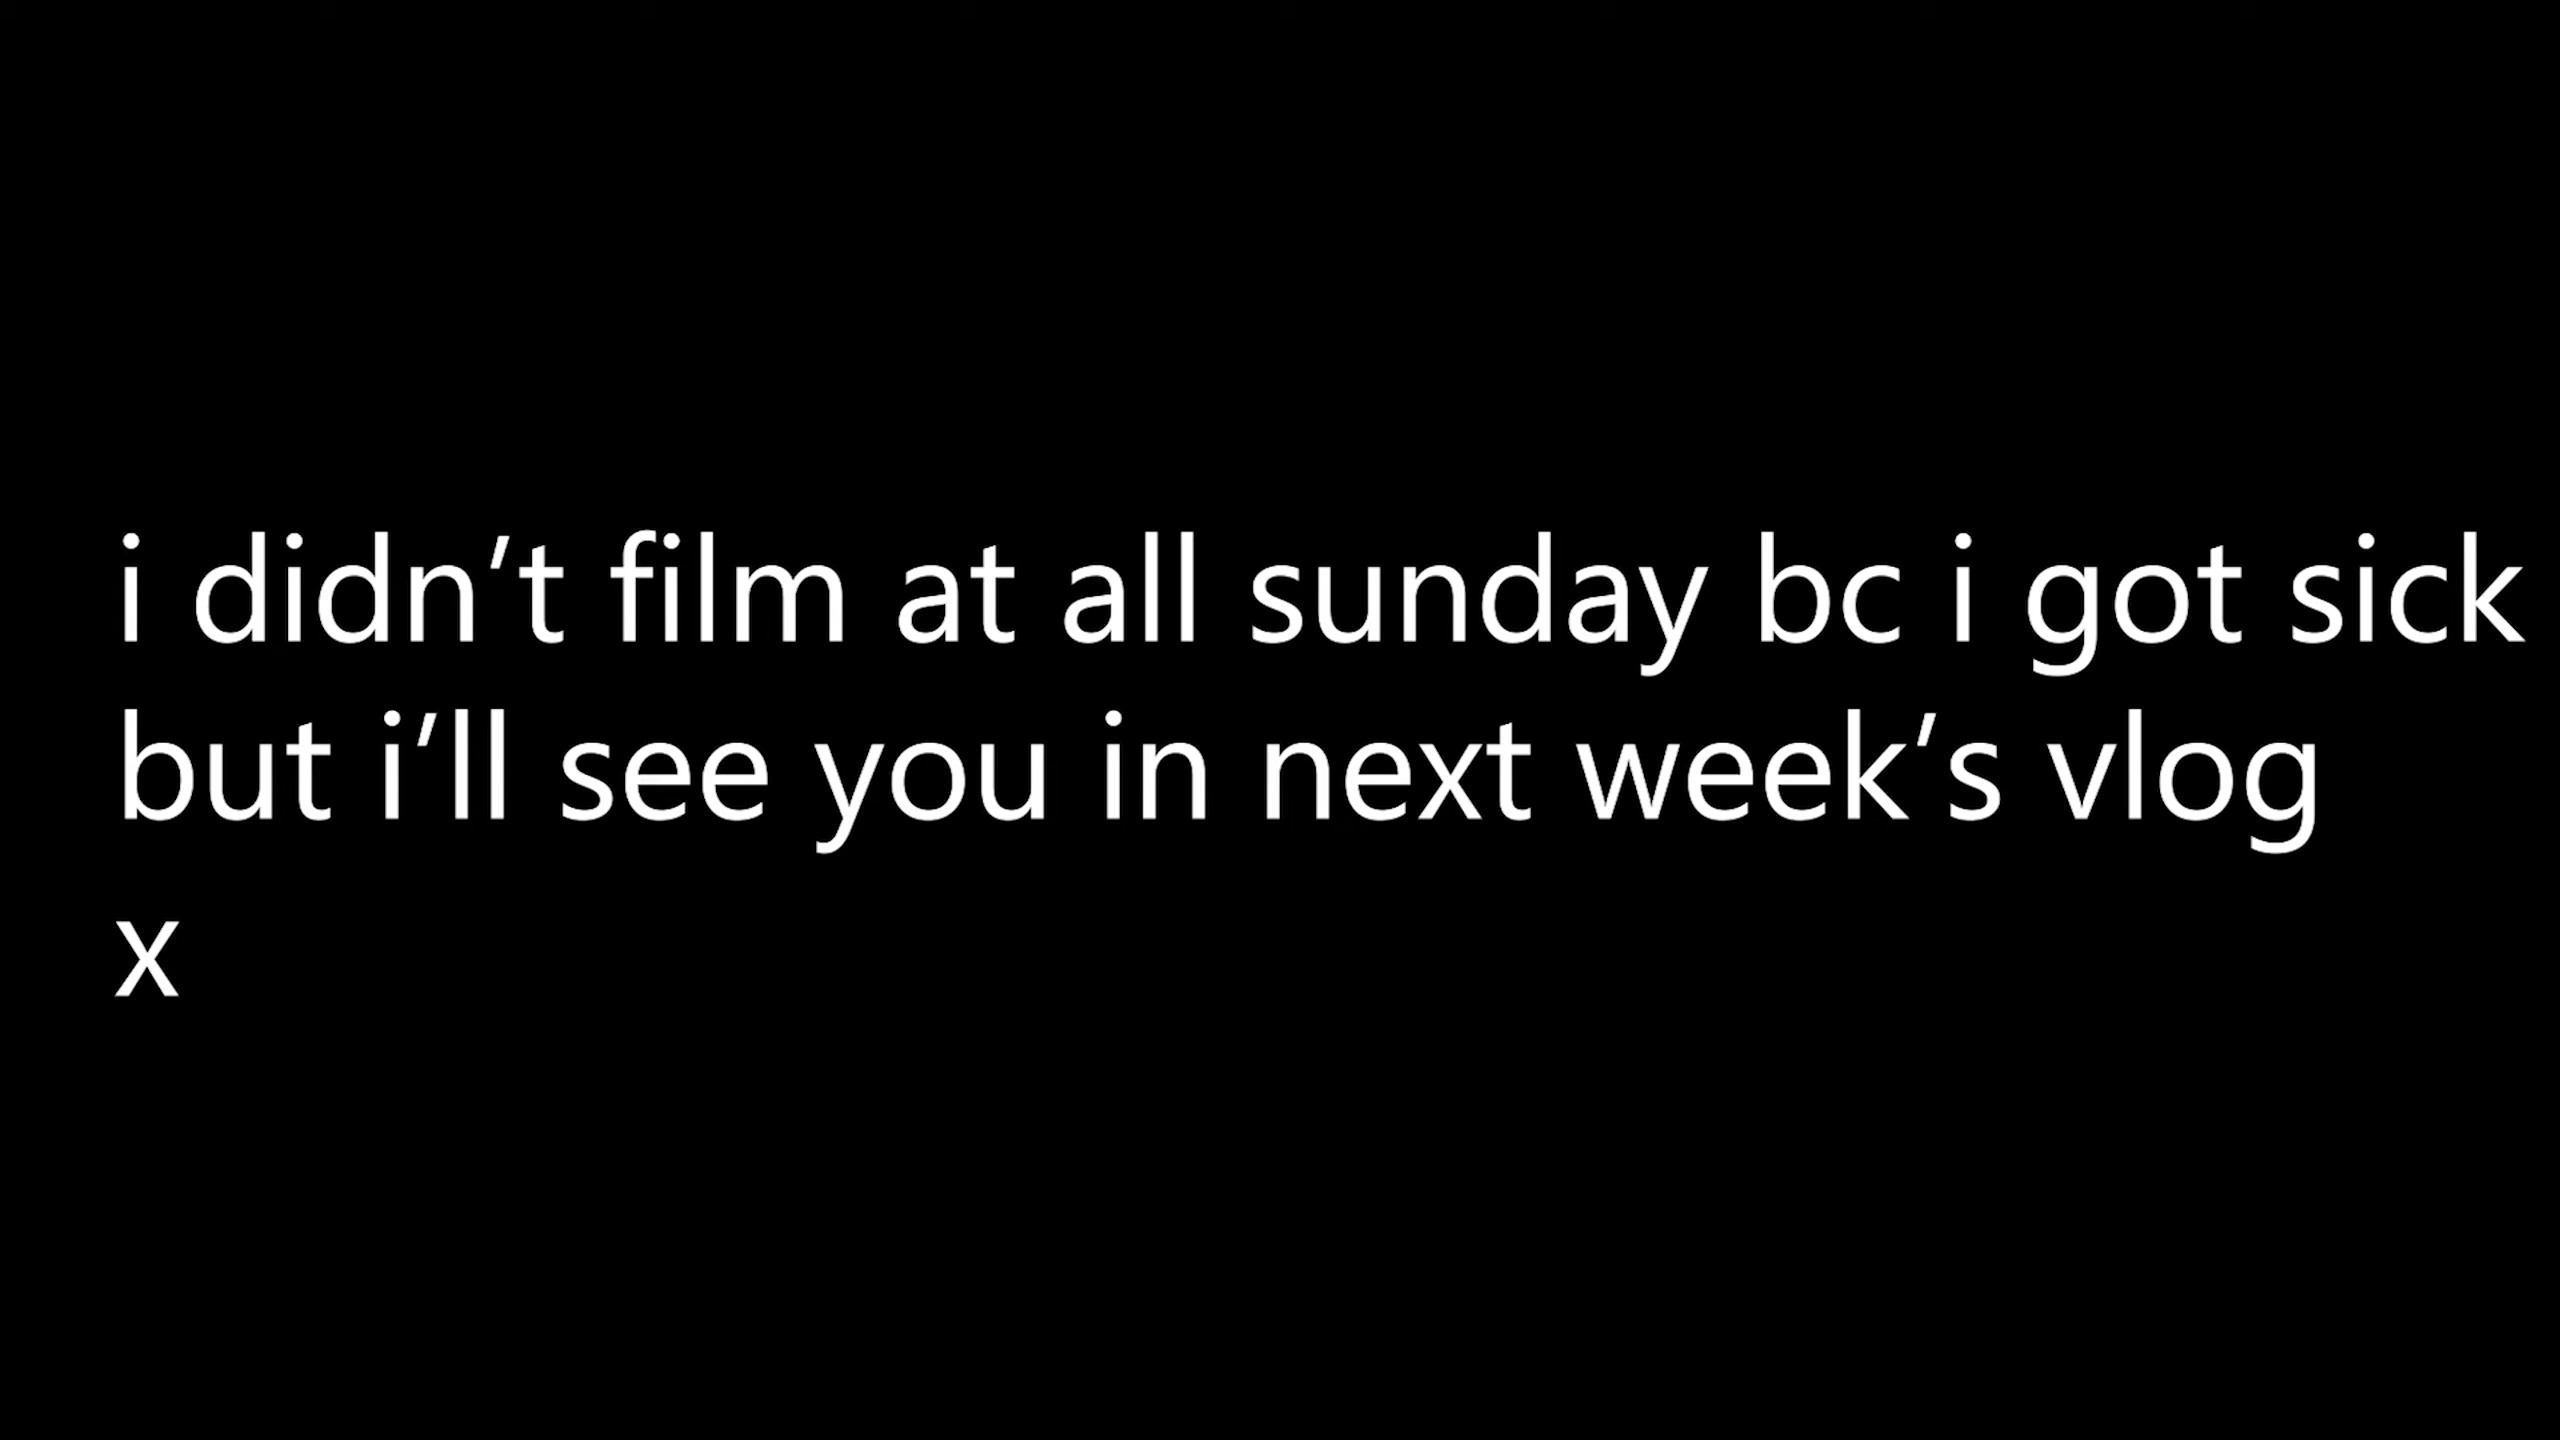 i didn’t film at all sunday bc i got sick
but i’ll see you in next week’s vlog
x